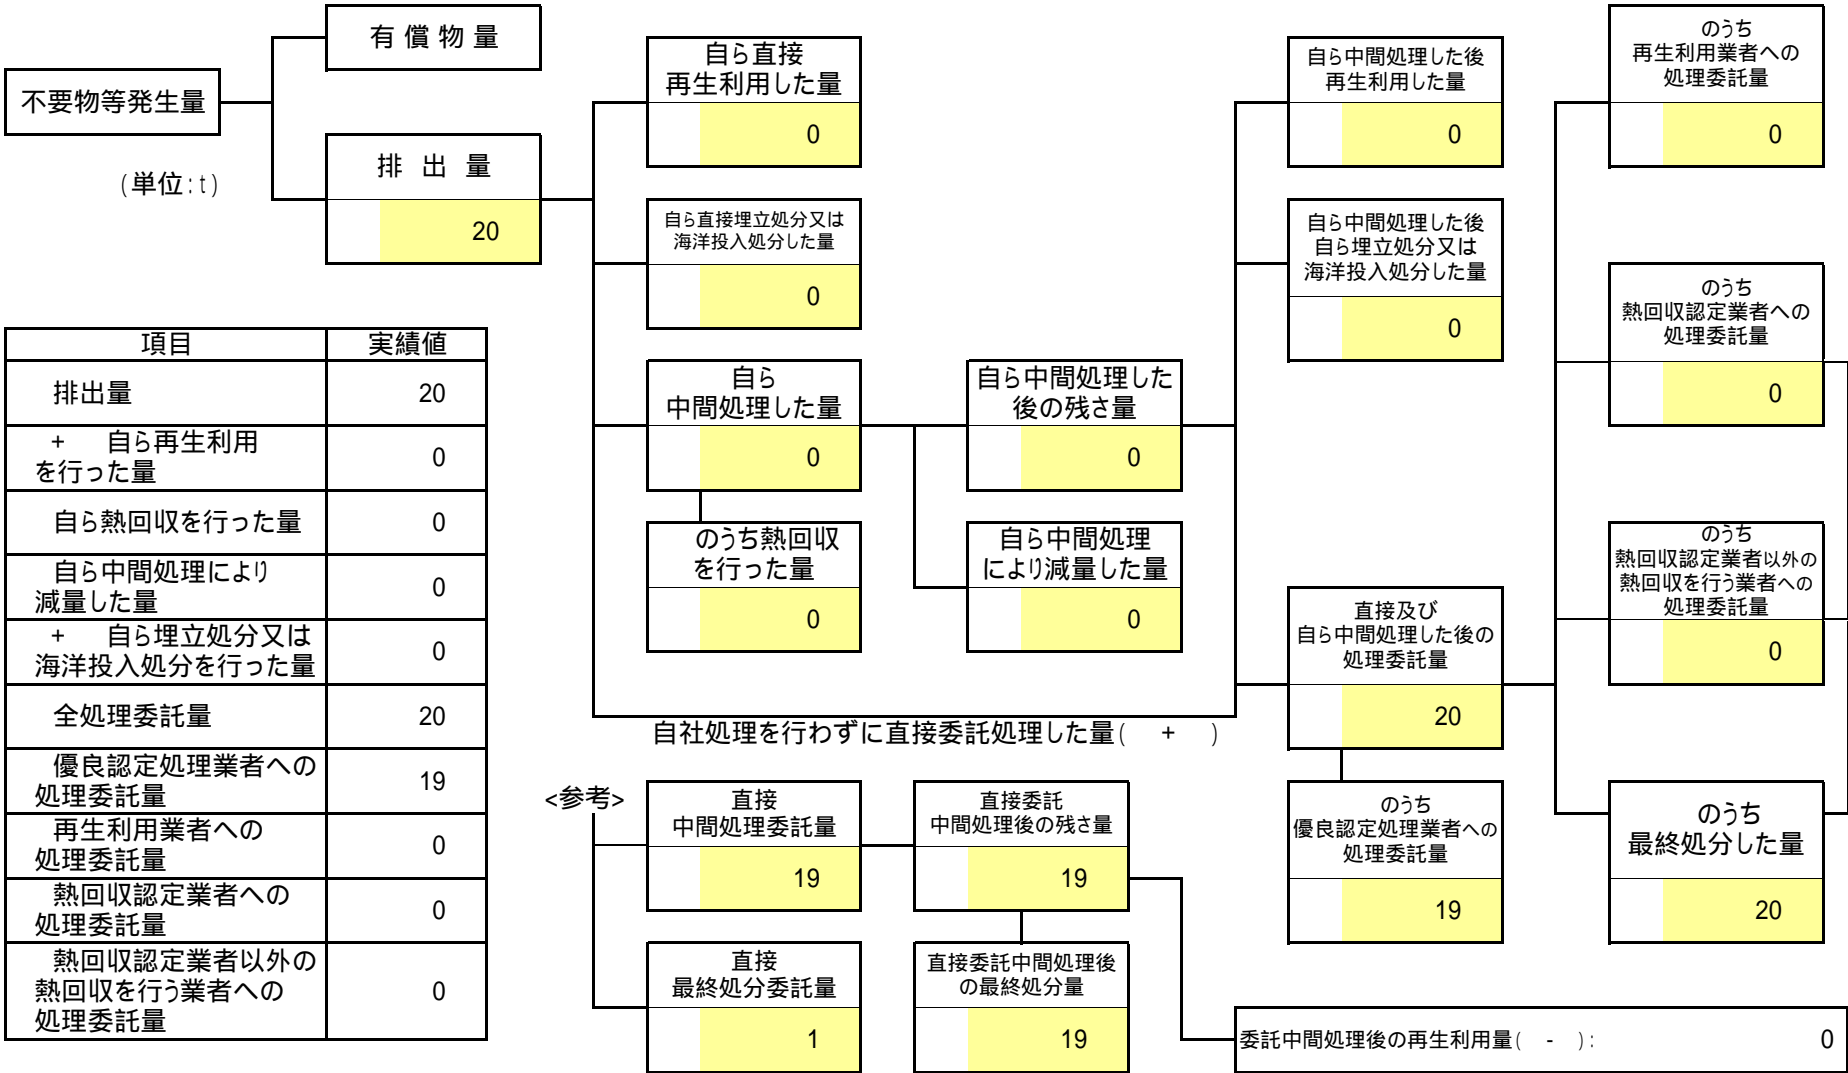 不要物等発生量
(単位:t)
有 償 物 量
排 出 量
20
自ら直接
再生利用した量
0
自ら直接埋立処分又は
海洋投入処分した量
0
自ら
中間処理した量
0
のうち熱回収
を行った量
0
自ら中間処理した
後の残さ量
0
自ら中間処理
により減量した量
0
自ら中間処理した後
再生利用した量
0
自ら中間処理した後
自ら埋立処分又は
海洋投入処分した量
0
直接及び
自ら中間処理した後の
処理委託量
20
のうち
優良認定処理業者への
処理委託量
19
のうち
再生利用業者への
処理委託量
0
のうち
熱回収認定業者への
処理委託量
0
のうち
熱回収認定業者以外の
熱回収を行う業者への
処理委託量
0
のうち
最終処分した量
20
自社処理を行わずに直接委託処理した量( + )
<参考>
直接
中間処理委託量
19
直接委託
中間処理後の残さ量
19
直接
最終処分委託量
1
直接委託中間処理後
の最終処分量
19
委託中間処理後の再生利用量( - ): 0
項目 実績値
排出量 20
+ 自ら再生利用
を行った量 0
自ら熱回収を行った量 0
自ら中間処理により
減量した量 0
+ 自ら埋立処分又は
海洋投入処分を行った量 0
全処理委託量 20
優良認定処理業者への
処理委託量 19
再生利用業者への
処理委託量 0
熱回収認定業者への
処理委託量 0
熱回収認定業者以外の
熱回収を行う業者への 0
処理委託量